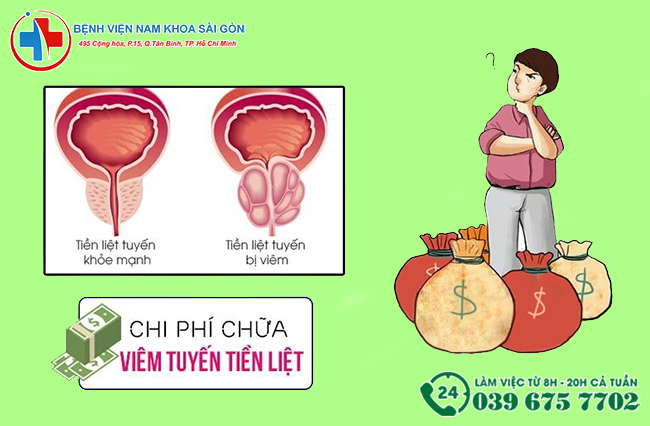 BỆNH VIỆN NAM KHOA SÀI GÒN
495 Cộng hòa, P.15, Q.Tân Bình, TP. Hồ Chí Minh
?
Tiền liệt tuyến
khỏe mạnh
Tiền liệt tuyến
bị viêm
$
$
$
$
CHI PHÍ CHỮA
VIÊM TUYẾN TIỀN LIỆT
24
LÀM VIỆC TỪ 8H - 20H CẢ TUẦN
039 675 7702